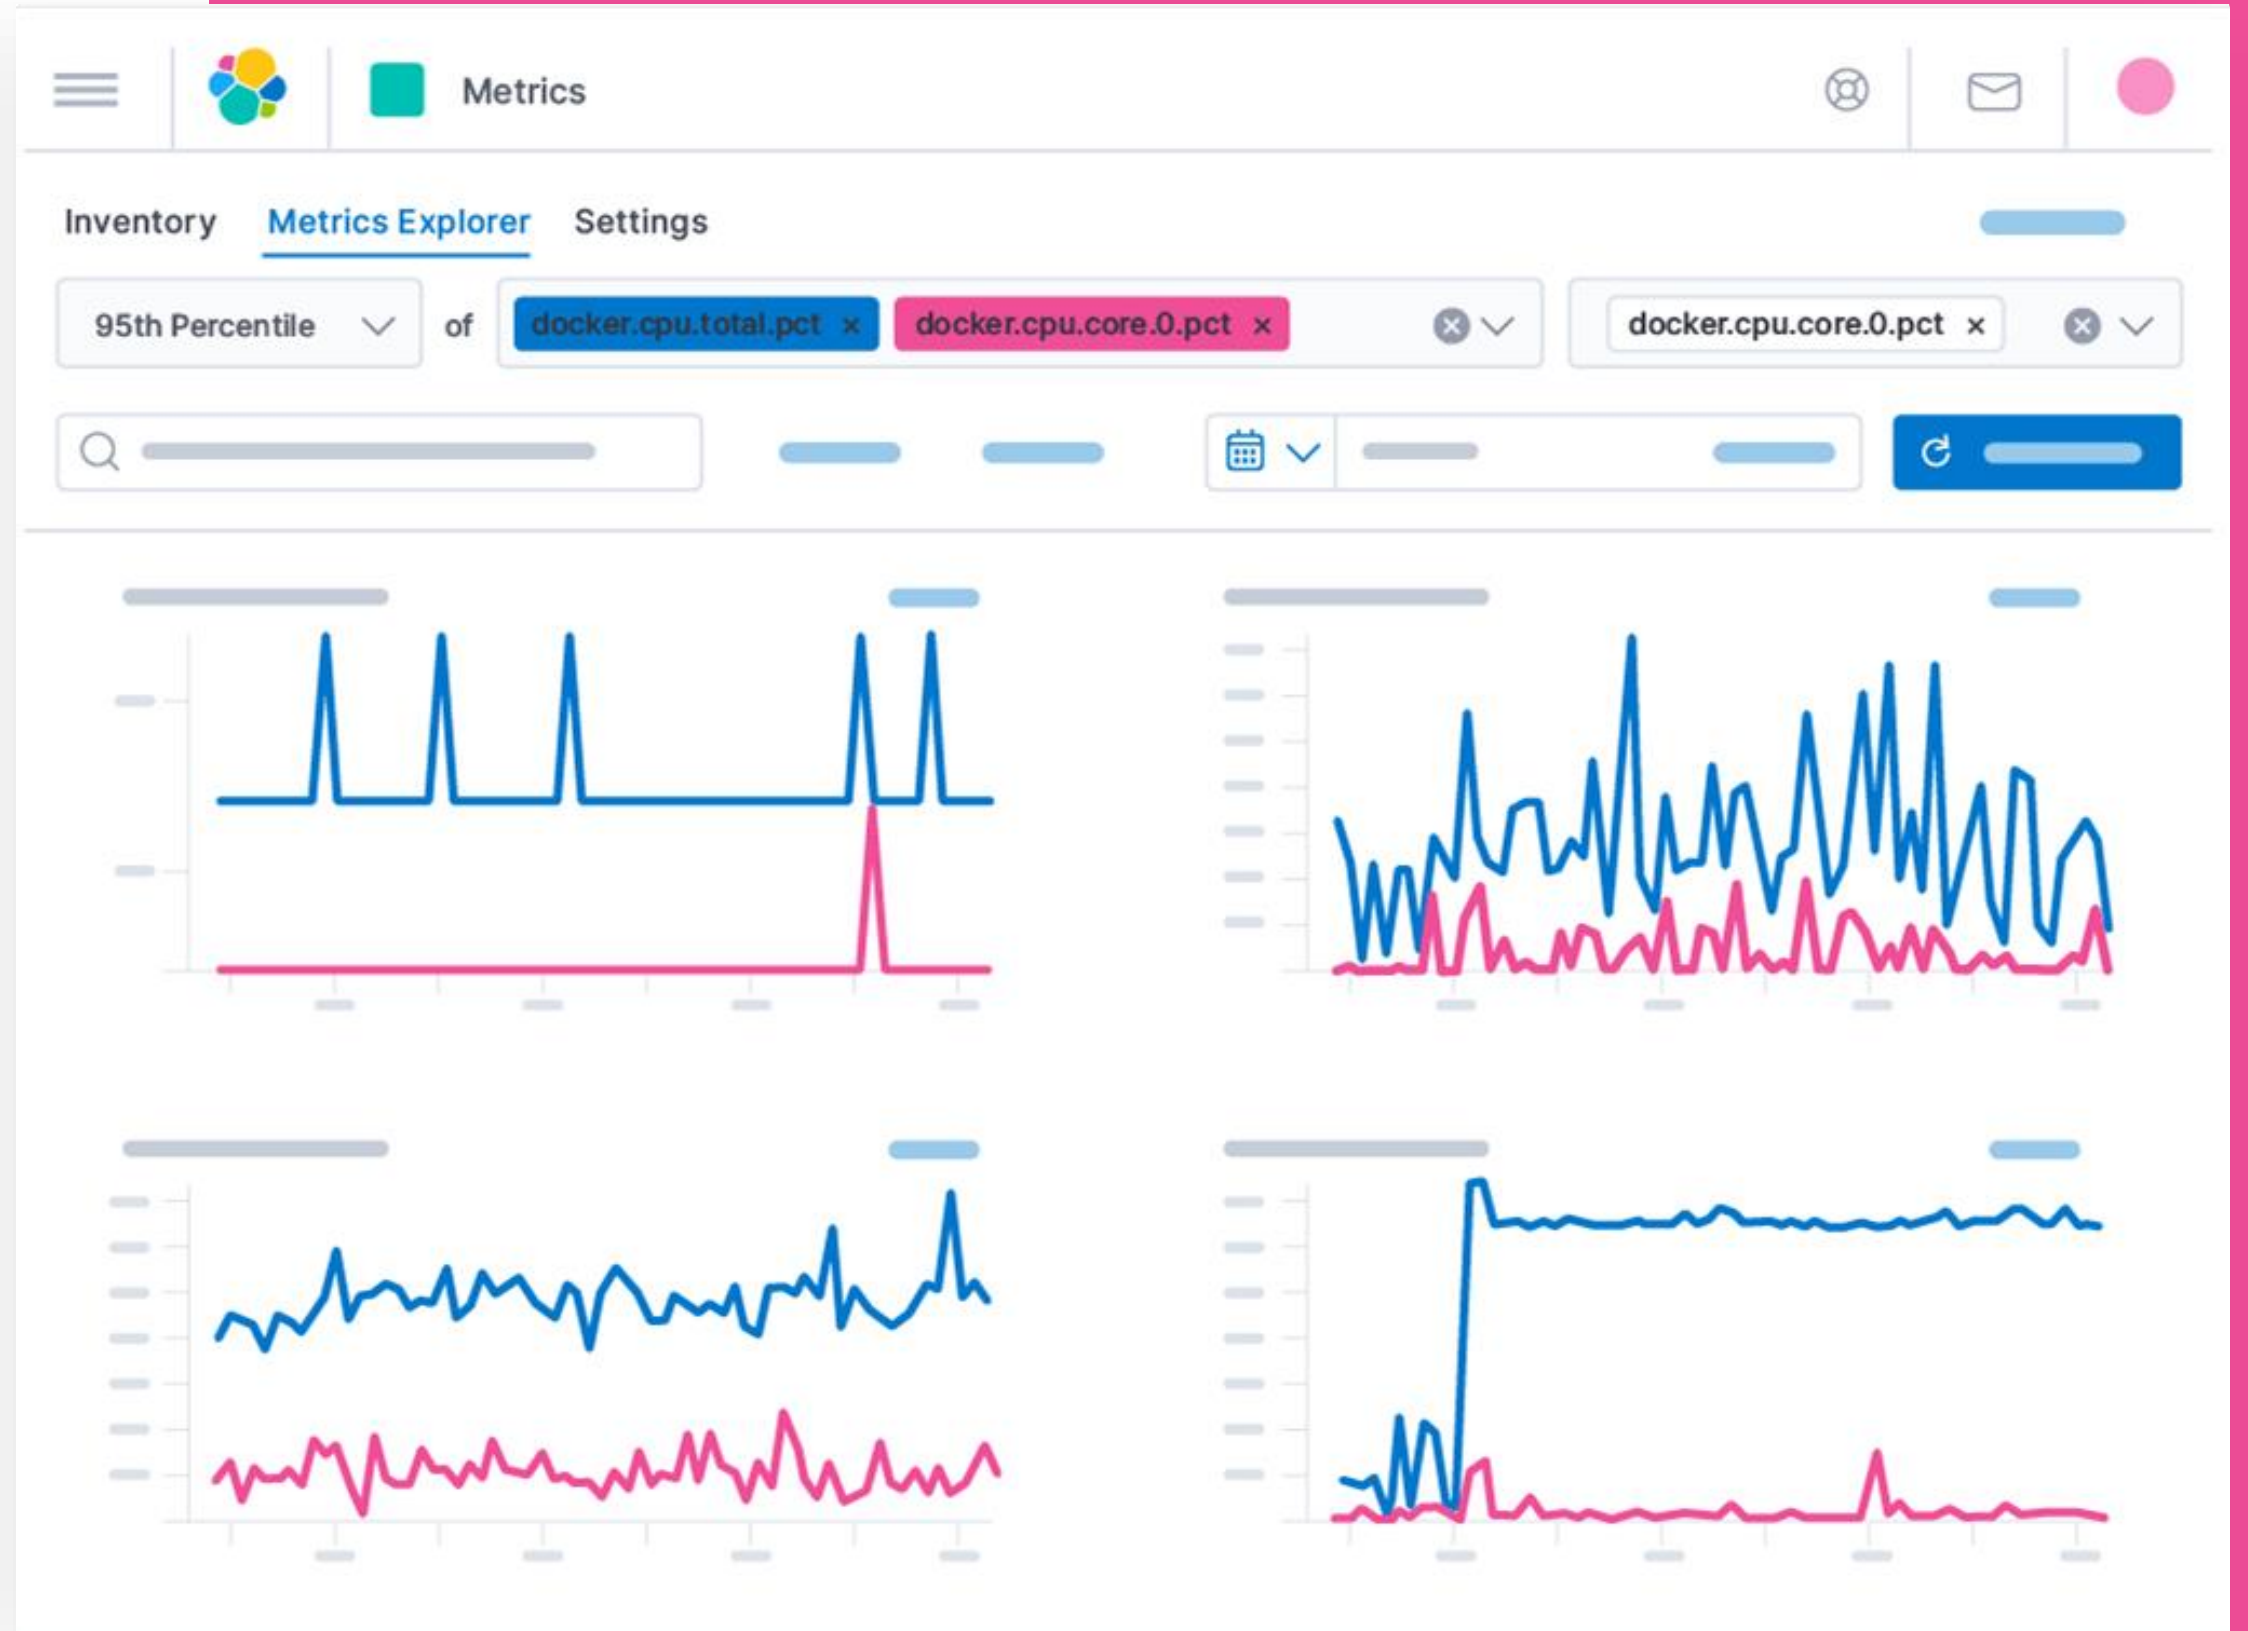 Metrics
Inventory Metrics Explorer Settings
95th Percentile of docker.cpu.total.pct × docker.cpu.core.0.pct × docker.cpu.core.0.pct ×